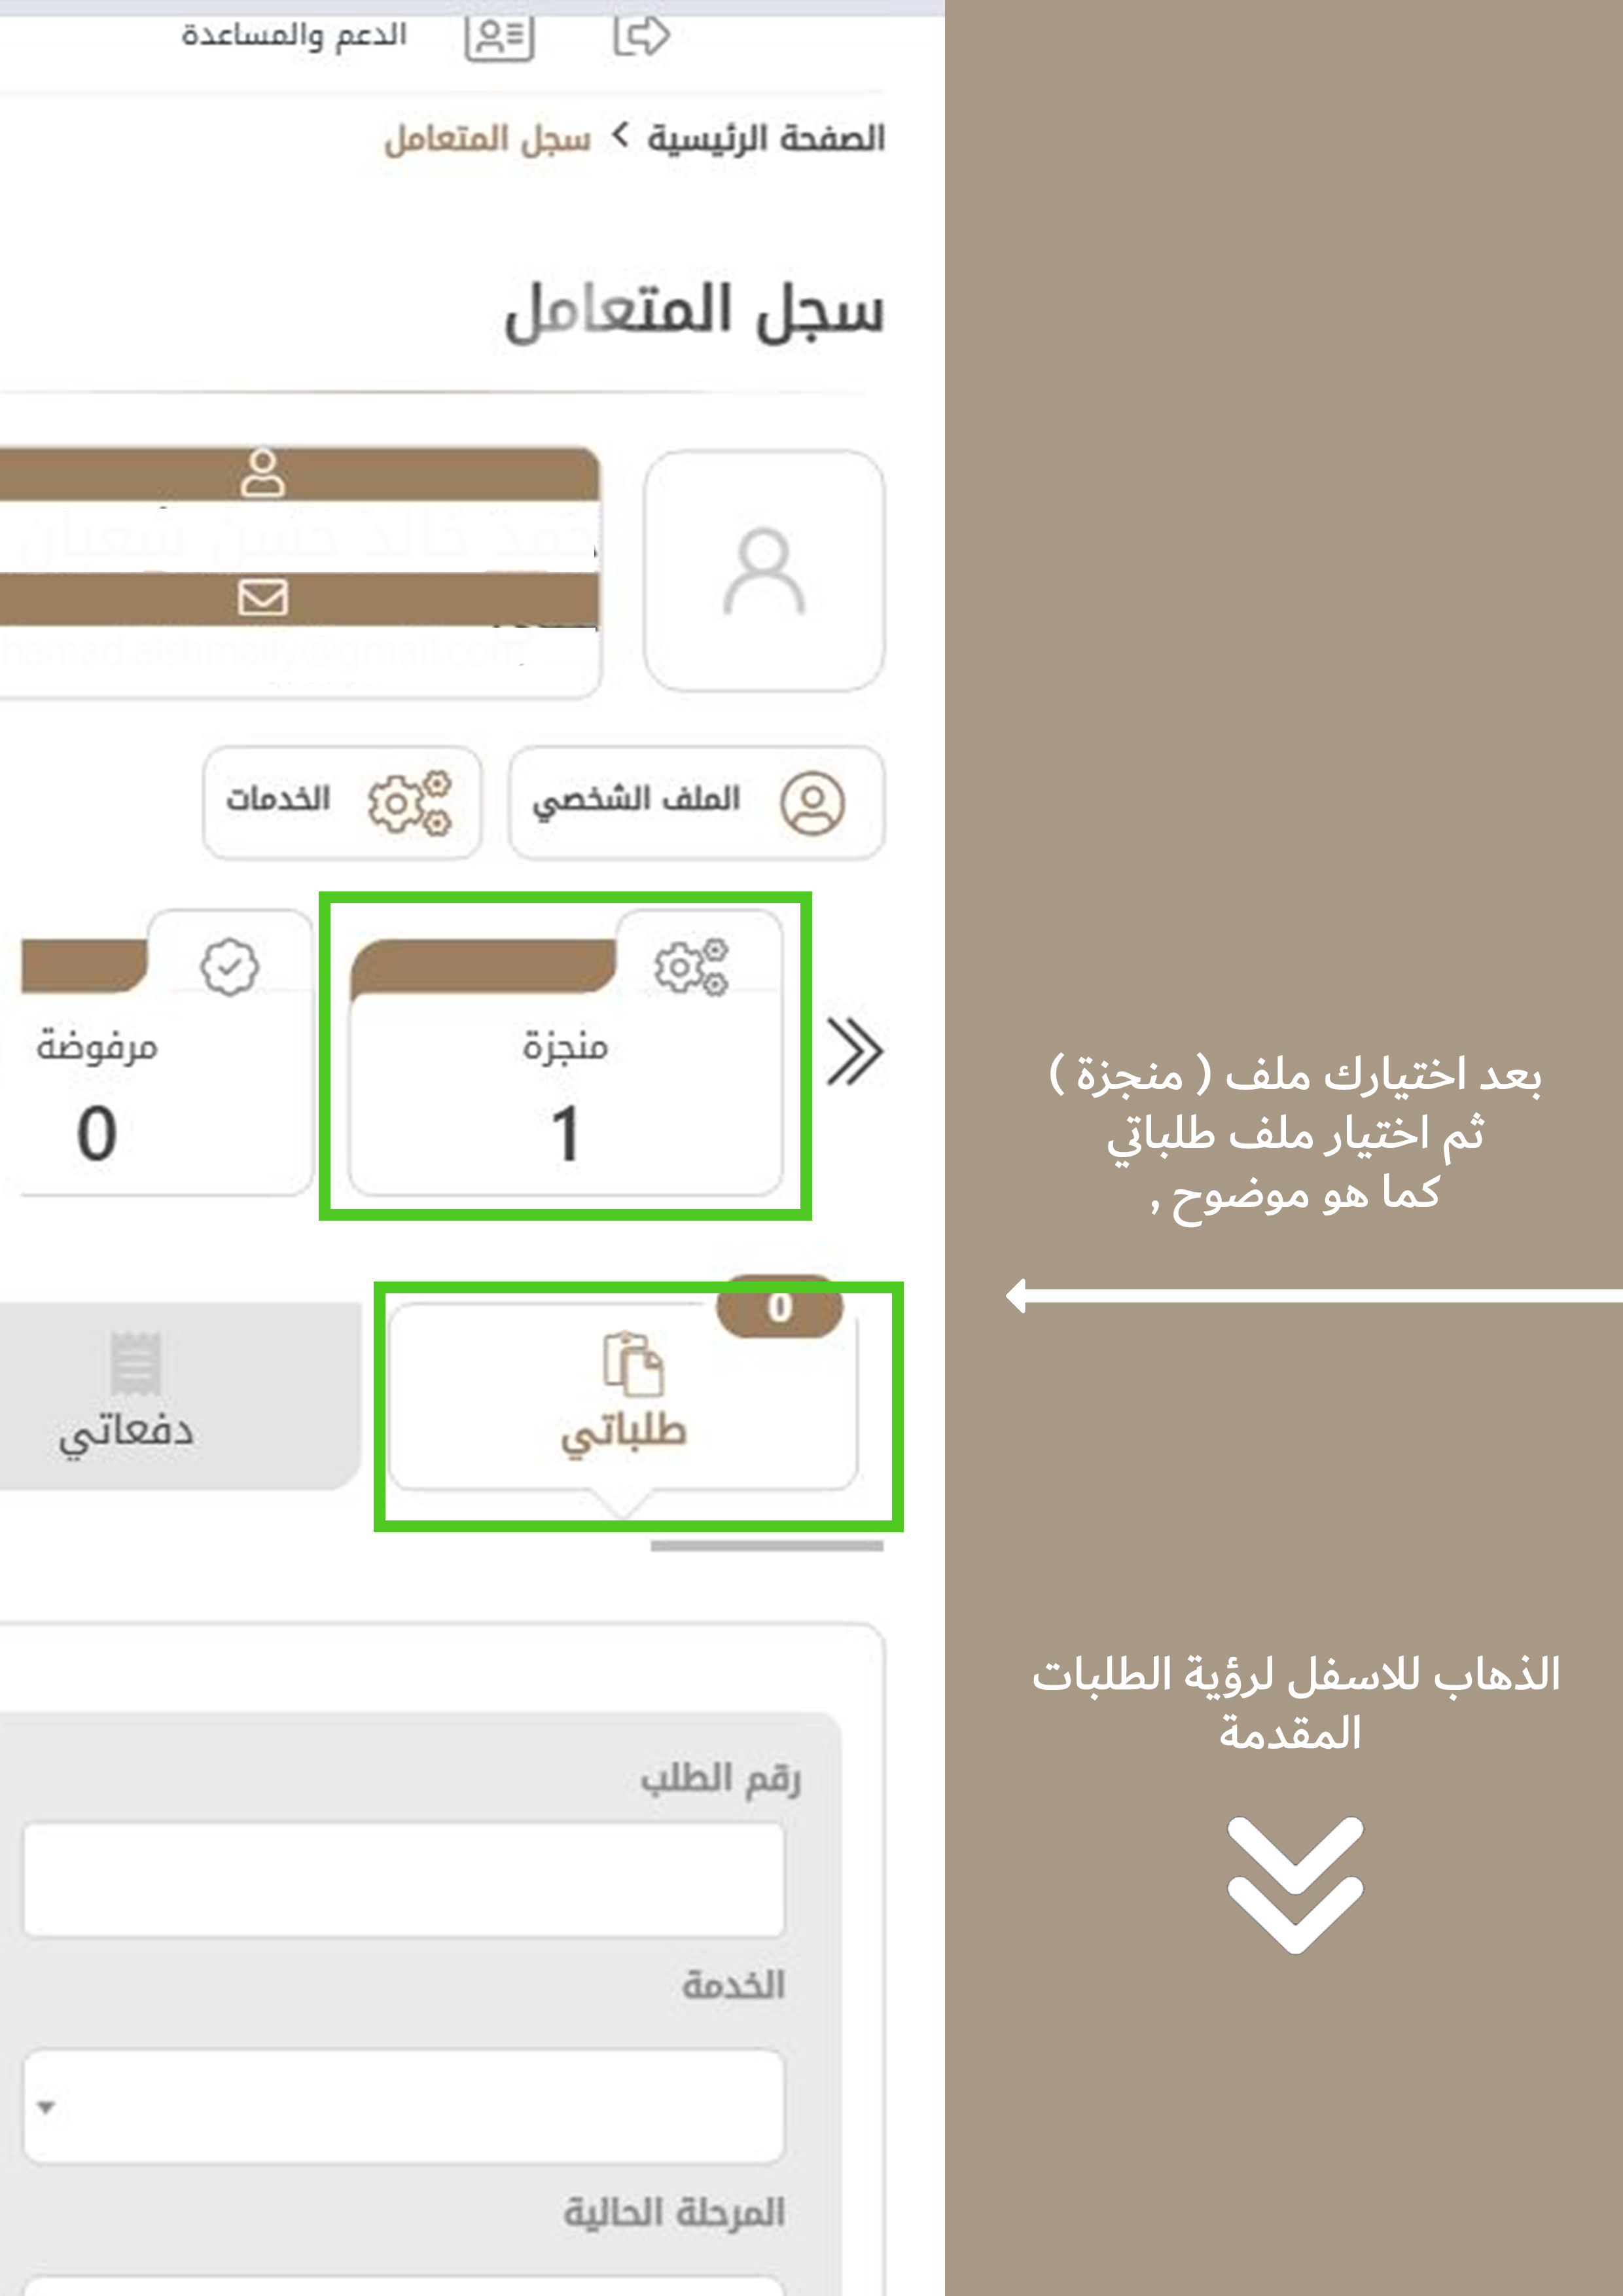 الدعم والمساعدة
الصفحة الرئيسية > سجل المتعامل
سجل المتعامل
الملف الشخصي
الخدمات
منجزة
1
مرفوضة
0
0
طلباتي
دفعاتي
رقم الطلب
الخدمة
المرحلة الحالية
بعد اختيارك ملف ( منجزة )
ثم اختيار ملف طلباتي
كما هو موضوح ,
الذهاب للاسفل لرؤية الطلبات
المقدمة